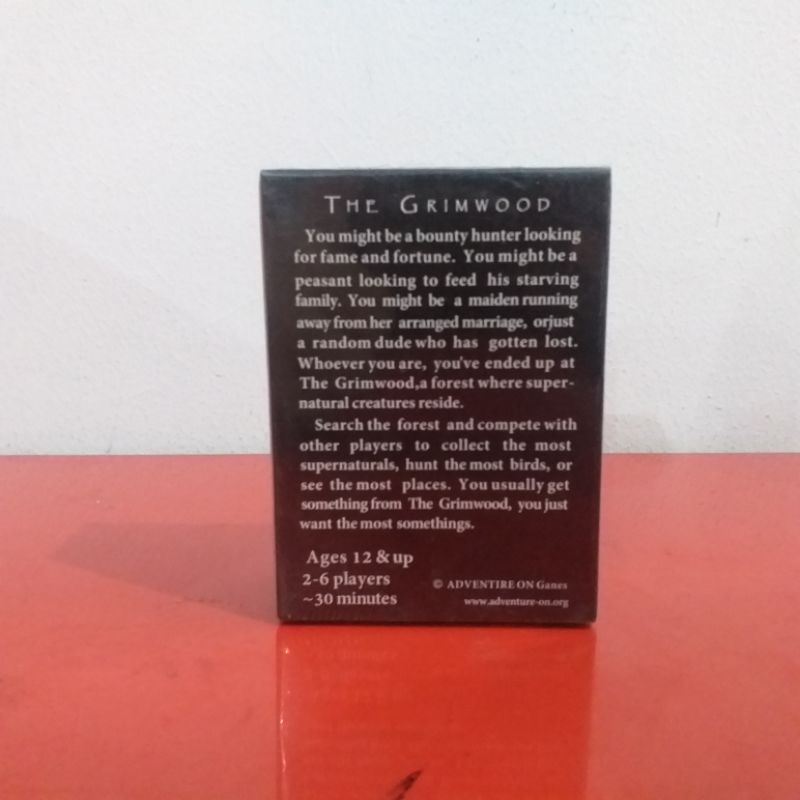 THE GRIMWOOD
You might be a bounty hunter looking
for fame and fortune. You might be a
peasant looking to feed his starving
family. You might be a maiden running
away from her arranged marriage, orjust
a random dude who has gotten lost.
Whoever you are, you've ended up at
The Grimwood,a forest where super-
natural creatures reside.
Search the forest and compete with
other players to collect the most
supernaturals, hunt the most birds, or
see the most places. You usually get
something from The Grimwood, you just
want the most somethings.
Ages 12 & up
2-6 players
~30 minutes
© ADVENTIRE ON Ganes
www.adventure-on.org